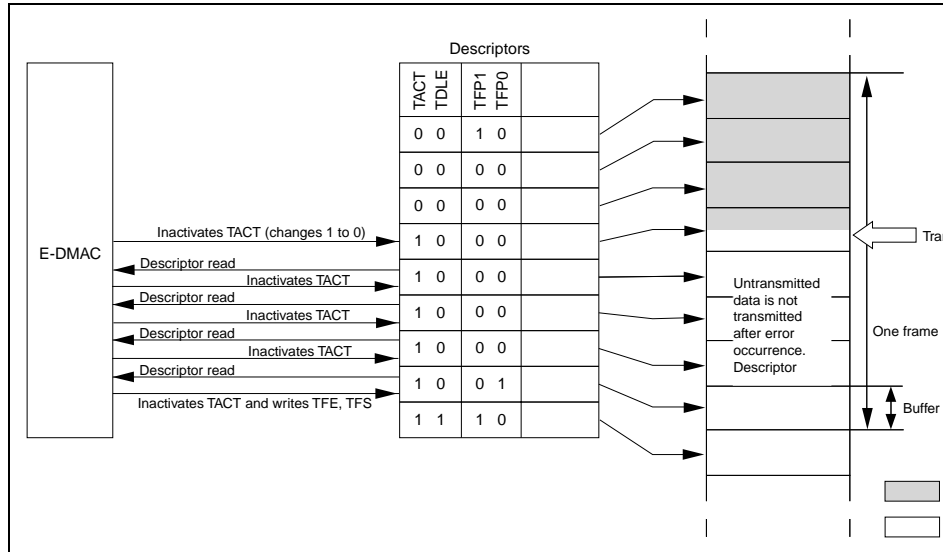 Descriptors
TACT
TDLE
TFP1
TFP0
0 0 1 0
0 0 0 0
0 0 0 0
Inactivates TACT (changes 1 to 0)
1 0 0 0
E-DMAC
Descriptor read
1 0 0 0
Inactivates TACT
Descriptor read
1 0 0 0
Inactivates TACT
Descriptor read
1 0 0 0
Inactivates TACT
Descriptor read
1 0 0 1
Inactivates TACT and writes TFE, TFS
1 1 1 0
Untransmitted
data is not
transmitted
after error
occurrence.
Descriptor
Tra
One frame
Buffer